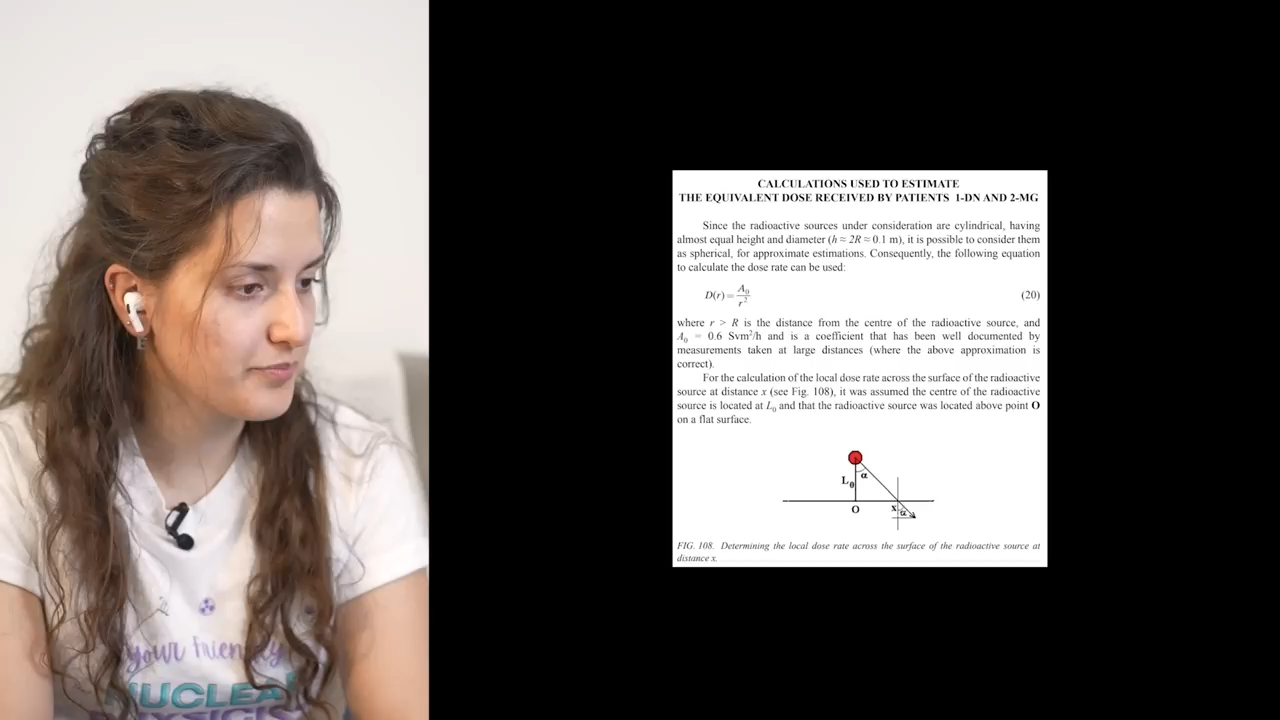 CALCULATIONS USED TO ESTIMATE
THE EQUIVALENT DOSE RECEIVED BY PATIENTS 1-DN AND 2-MG
Since the radioactive sources under consideration are cylindrical, having
almost equal height and diameter (h ≈ 2R ≈ 0.1 m), it is possible to consider them
as spherical, for approximate estimations. Consequently, the following equation
to calculate the dose rate can be used:
D(r) = A₀/r² (20)
where r > R is the distance from the centre of the radioactive source, and
A₀ = 0.6 Svm²/h and is a coefficient that has been well documented by
measurements taken at large distances (where the above approximation is
correct).
For the calculation of the local dose rate across the surface of the radioactive
source at distance x (see Fig. 108), it was assumed the centre of the radioactive
source is located at L₀ and that the radioactive source was located above point O
on a flat surface.
α
L₀
O
x α
FIG. 108. Determining the local dose rate across the surface of the radioactive source at
distance x.
your friendly
NUCLEA
PHYSICIS